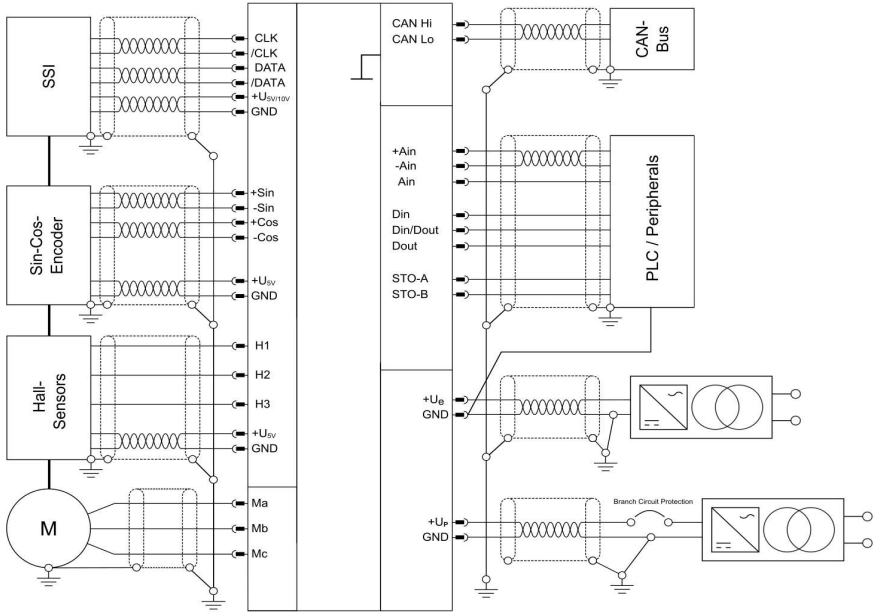 SSI
CLK
/CLK
DATA
/DATA
+U5V/10V
GND
Sin-Cos-
Encoder
+Sin
-Sin
+Cos
-Cos
+U5V
GND
Hall-
Sensors
H1
H2
H3
+U5V
GND
M
Ma
Mb
Mc
CAN Hi
CAN Lo
CAN-
Bus
+Ain
-Ain
Ain
Din
Din/Dout
Dout
STO-A
STO-B
PLC / Peripherals
+Ue
GND
Branch Circuit Protection
+UP
GND